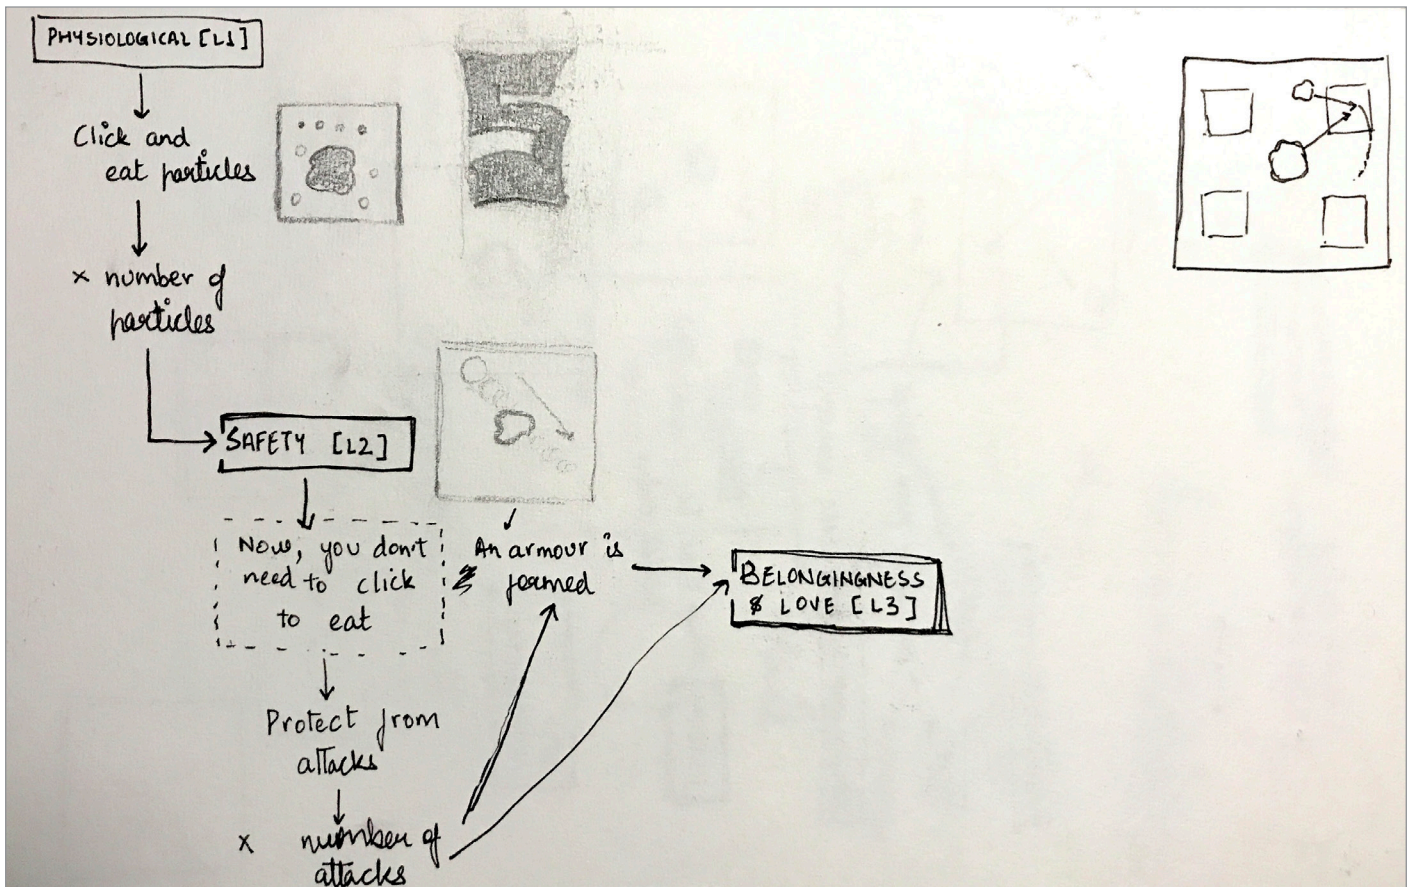 PHYSIOLOGICAL [L1]
Click and
eat particles
x number of
particles
SAFETY [L2]
Now, you don't
need to click
to eat
An armour is
formed
BELONGINGNESS
& LOVE [L3]
Protect from
attacks
x number of
attacks